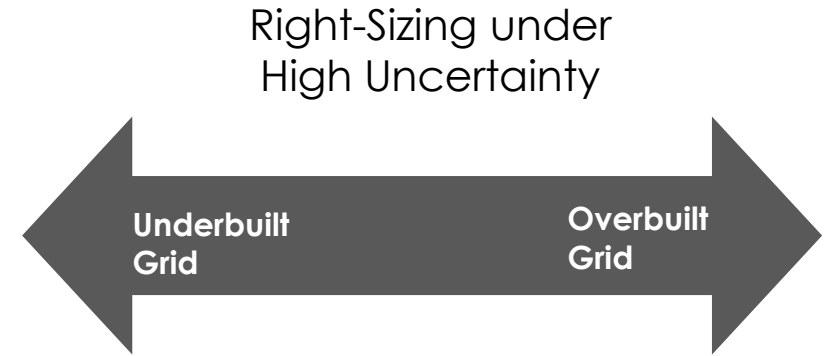 Right-Sizing under
High Uncertainty
Underbuilt
Grid
Overbuilt
Grid